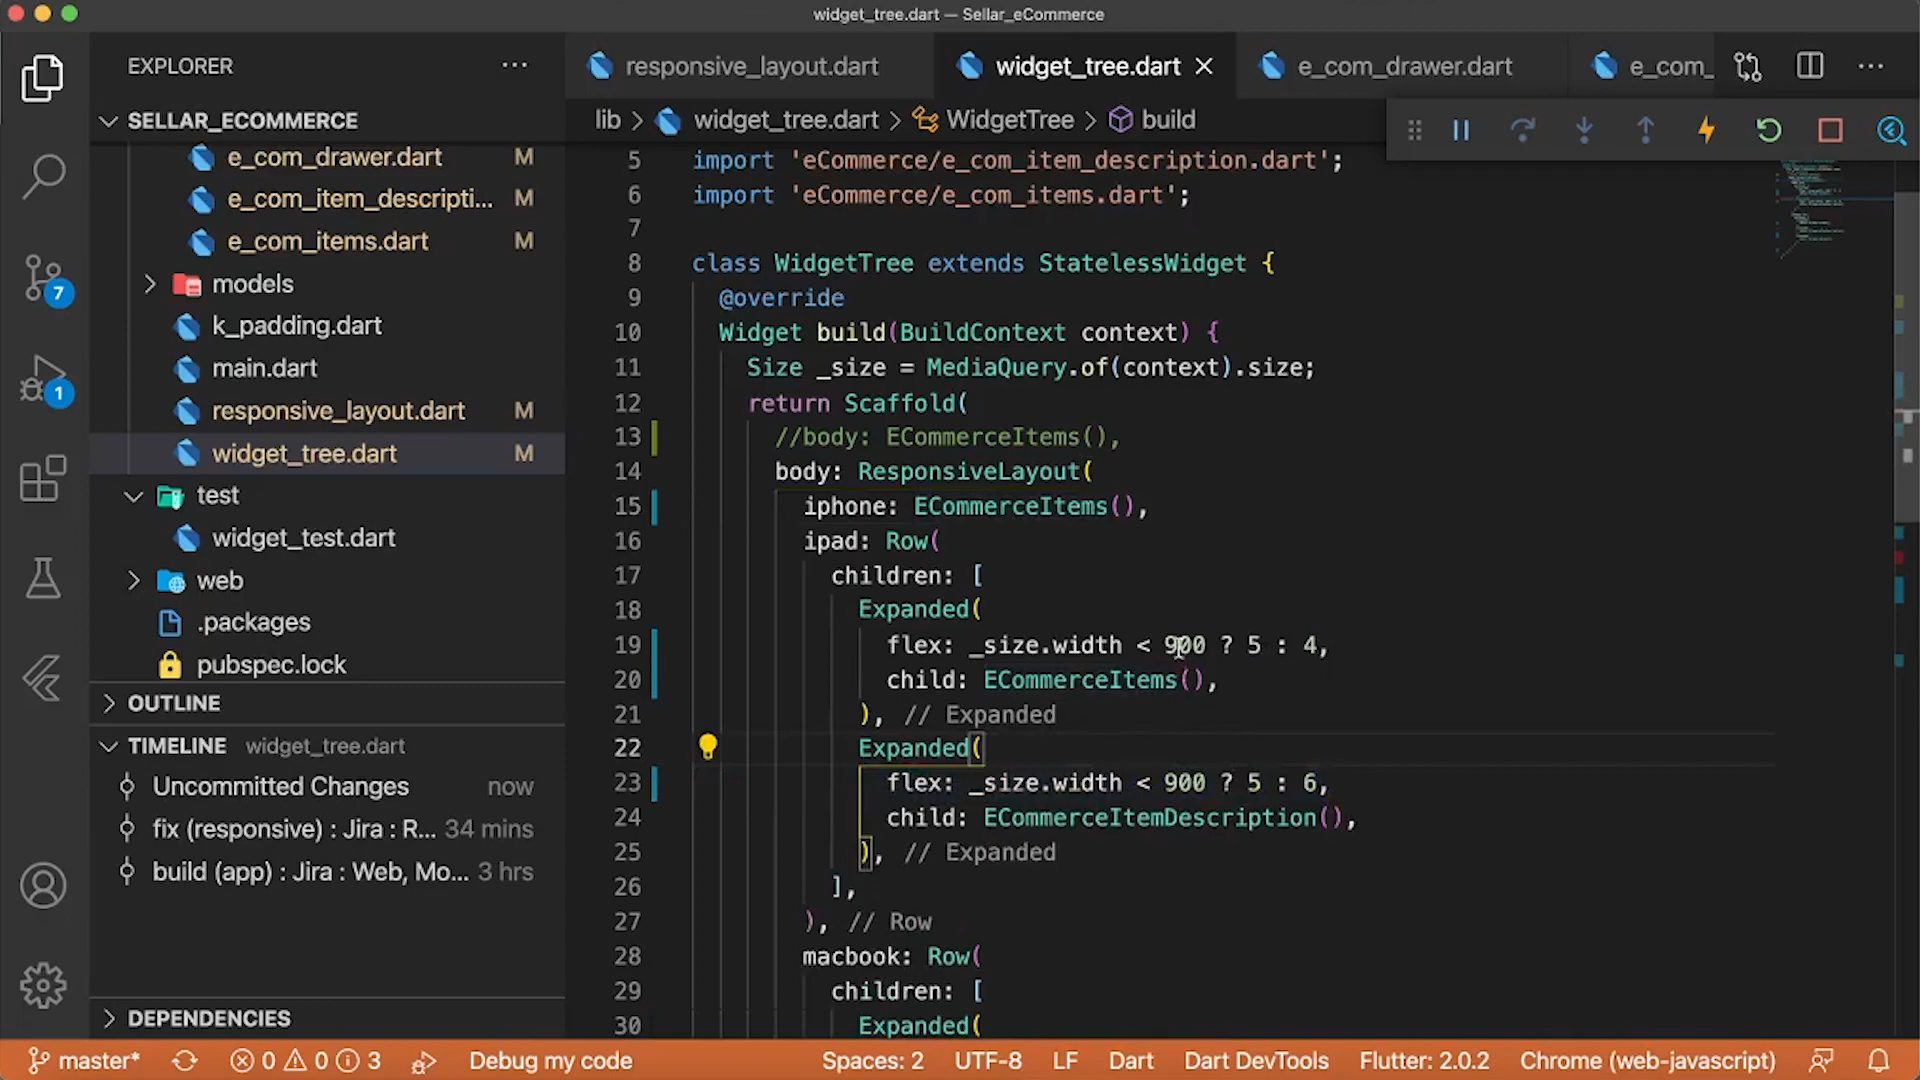 widget_tree.dart — Sellar_eCommerce
EXPLORER
SELLAR_ECOMMERCE
e_com_drawer.dart M
e_com_item_descripti... M
e_com_items.dart M
models
k_padding.dart
main.dart
responsive_layout.dart M
widget_tree.dart M
test
widget_test.dart
web
.packages
pubspec.lock
OUTLINE
TIMELINE widget_tree.dart
Uncommitted Changes now
fix (responsive) : Jira : R... 34 mins
build (app) : Jira : Web, Mo... 3 hrs
DEPENDENCIES
7
1
responsive_layout.dart widget_tree.dart e_com_drawer.dart e_com_
lib > widget_tree.dart > WidgetTree > build
5 import 'eCommerce/e_com_item_description.dart';
6 import 'eCommerce/e_com_items.dart';
7
8 class WidgetTree extends StatelessWidget {
9 @override
10 Widget build(BuildContext context) {
11 Size _size = MediaQuery.of(context).size;
12 return Scaffold(
13 //body: ECommerceItems(),
14 body: ResponsiveLayout(
15 iphone: ECommerceItems(),
16 ipad: Row(
17 children: [
18 Expanded(
19 flex: _size.width < 900 ? 5 : 4,
20 child: ECommerceItems(),
21 ), // Expanded
22 Expanded(
23 flex: _size.width < 900 ? 5 : 6,
24 child: ECommerceItemDescription(),
25 ), // Expanded
26 ],
27 ), // Row
28 macbook: Row(
29 children: [
30 Expanded(
master* 0 0 3 Debug my code Spaces: 2 UTF-8 LF Dart Dart DevTools Flutter: 2.0.2 Chrome (web-javascript)